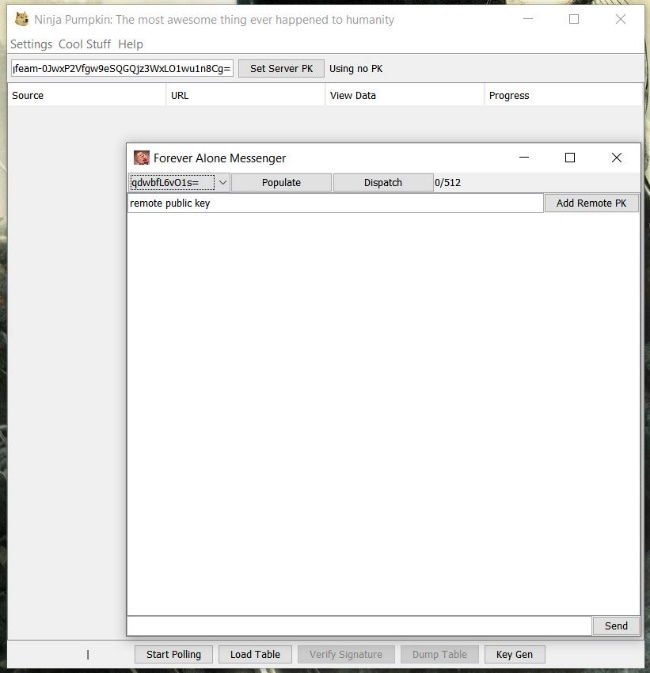 Ninja Pumpkin: The most awesome thing ever happened to humanity
Settings Cool Stuff Help
feam-0JwxP2Vfgw9eSQGQjz3WxLO1wu1n8Cg= Set Server PK Using no PK
Source URL View Data Progress
Forever Alone Messenger
qdwbfL6vO1s= Populate Dispatch 0/512
remote public key Add Remote PK
Send
Start Polling Load Table Verify Signature Dump Table Key Gen